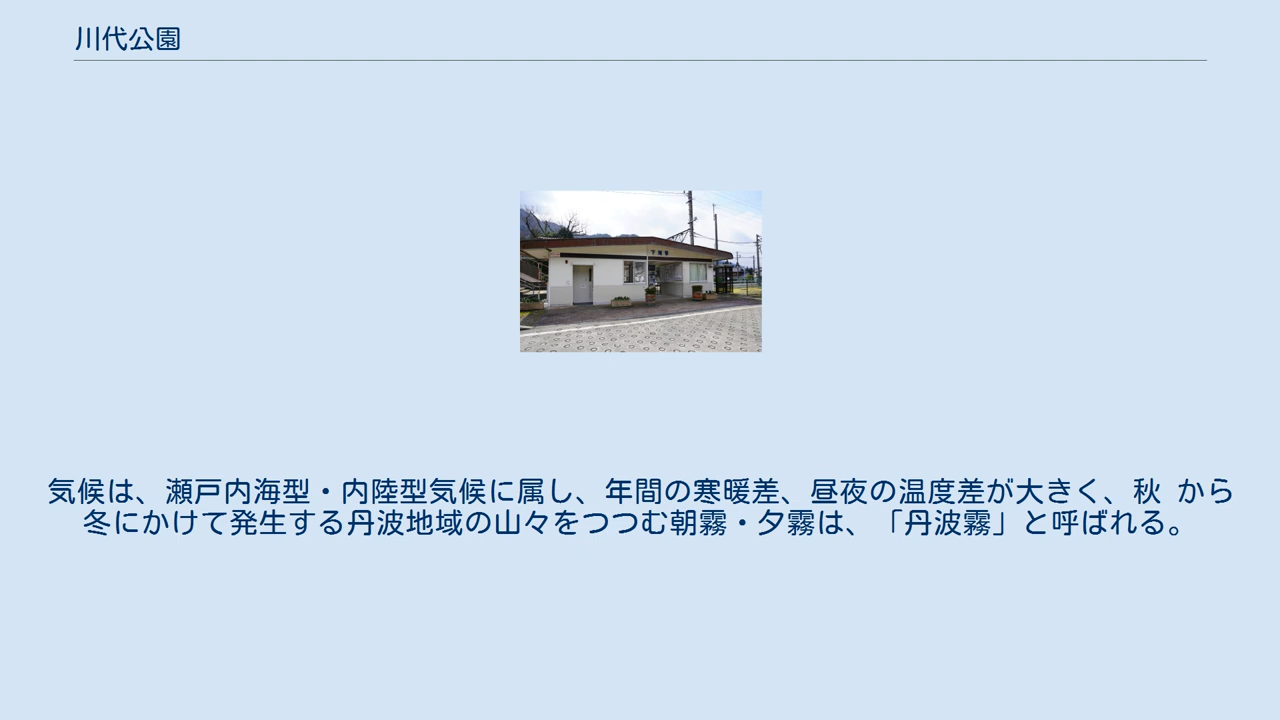 川代公園
気候は、瀬戸内海型・内陸型気候に属し、年間の寒暖差、昼夜の温度差が大きく、秋 から
冬にかけて発生する丹波地域の山々をつつむ朝霧・夕霧は、「丹波霧」と呼ばれる。